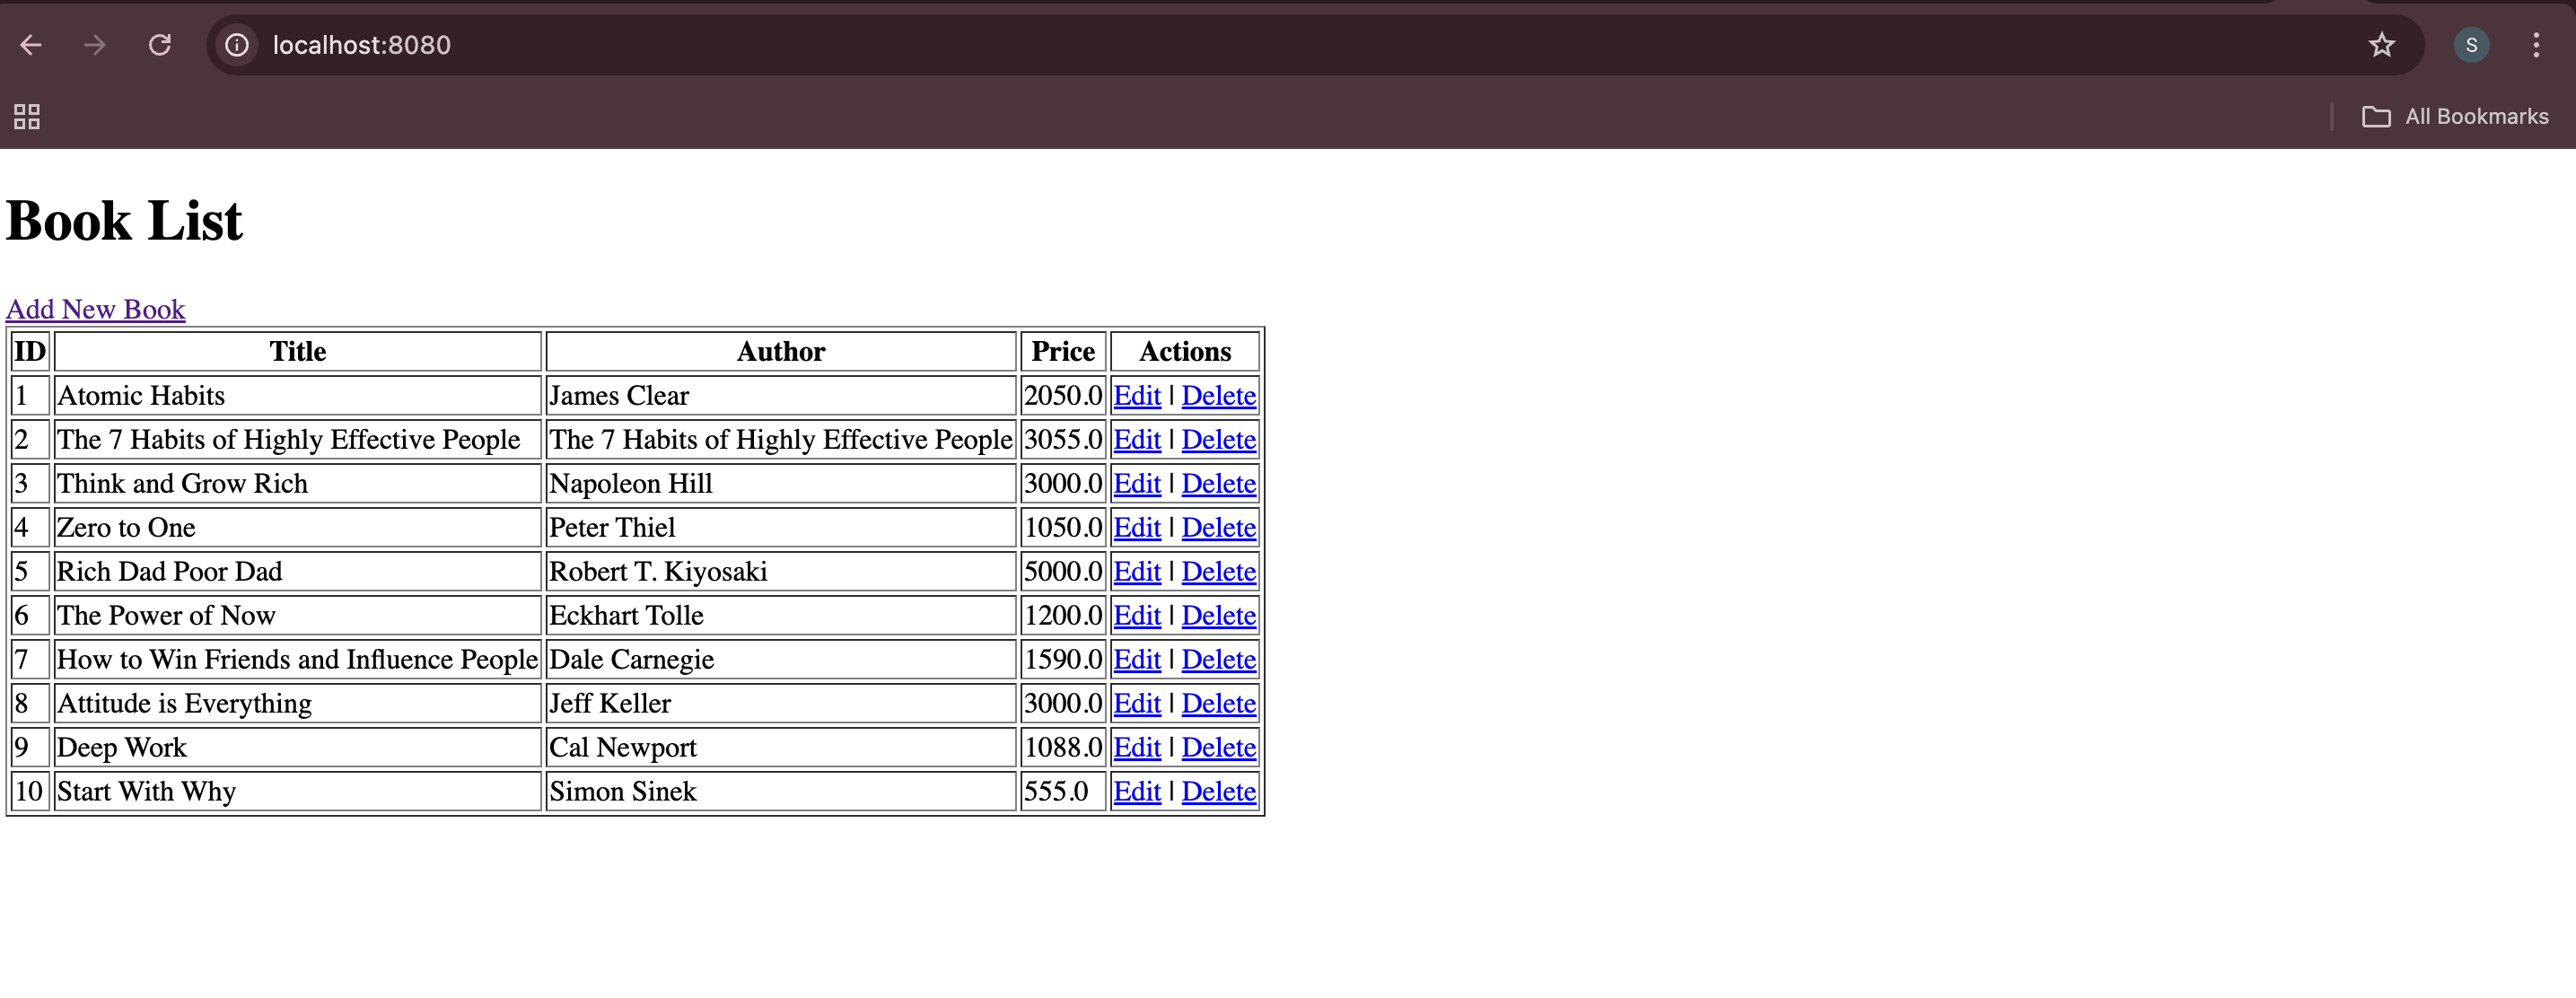 localhost:8080
S
All Bookmarks
Book List
Add New Book
ID Title Author Price Actions
1 Atomic Habits James Clear 2050.0 Edit | Delete
2 The 7 Habits of Highly Effective People The 7 Habits of Highly Effective People 3055.0 Edit | Delete
3 Think and Grow Rich Napoleon Hill 3000.0 Edit | Delete
4 Zero to One Peter Thiel 1050.0 Edit | Delete
5 Rich Dad Poor Dad Robert T. Kiyosaki 5000.0 Edit | Delete
6 The Power of Now Eckhart Tolle 1200.0 Edit | Delete
7 How to Win Friends and Influence People Dale Carnegie 1590.0 Edit | Delete
8 Attitude is Everything Jeff Keller 3000.0 Edit | Delete
9 Deep Work Cal Newport 1088.0 Edit | Delete
10 Start With Why Simon Sinek 555.0 Edit | Delete